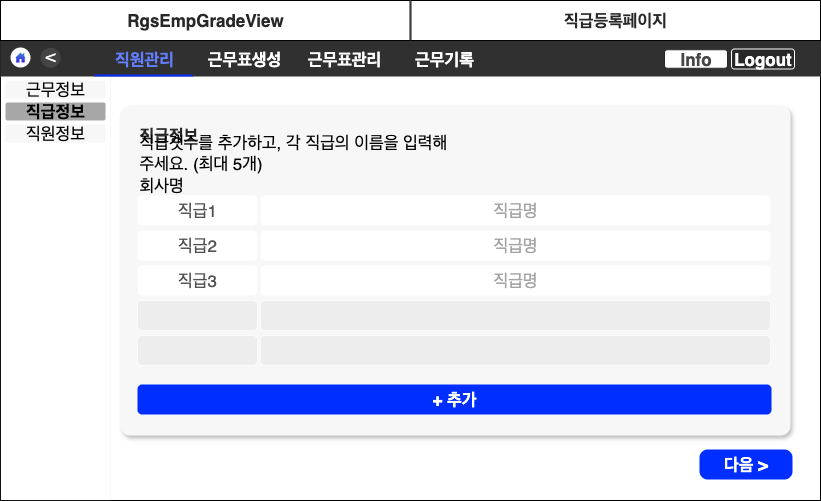 RgsEmpGradeView 직급등록페이지
< 직원관리 근무표생성 근무표관리 근무기록 Info Logout
근무정보
직급정보
직원정보
직급정보
직급갯수를 추가하고, 각 직급의 이름을 입력해
주세요. (최대 5개)
회사명
직급1 직급명
직급2 직급명
직급3 직급명
+ 추가
다음 >